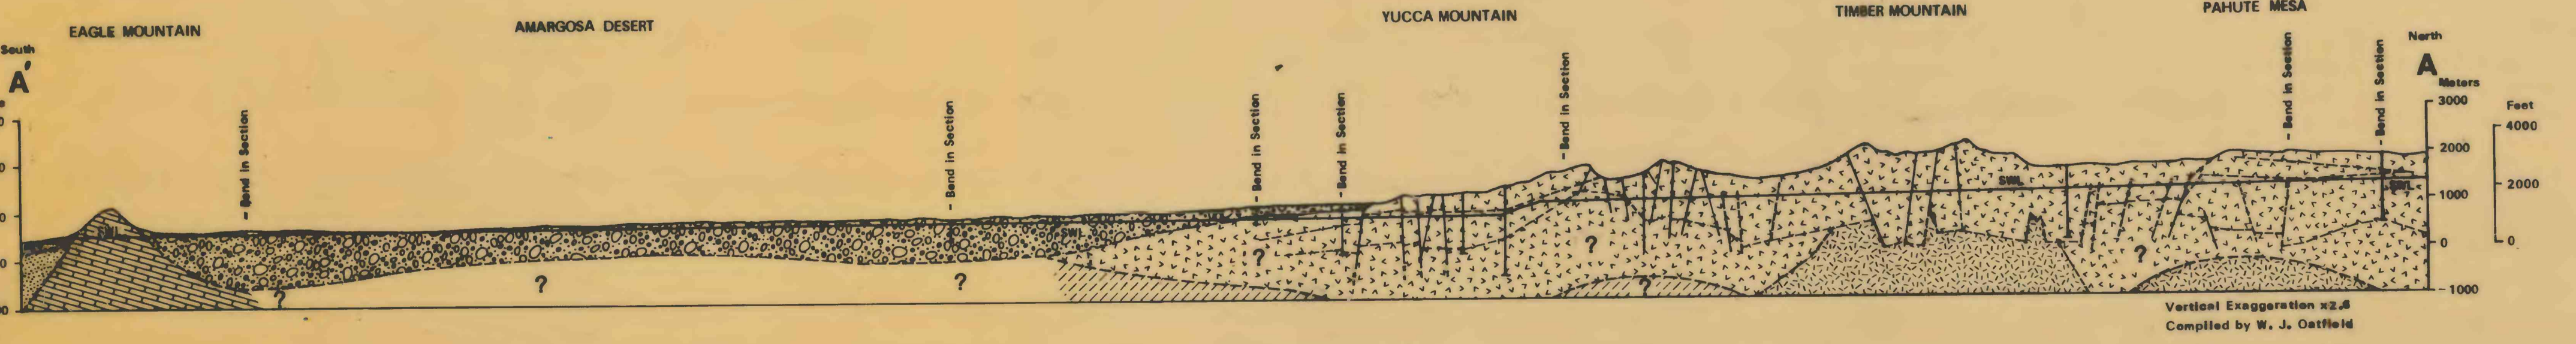 EAGLE MOUNTAIN
AMARGOSA DESERT
YUCCA MOUNTAIN
TIMBER MOUNTAIN
PAHUTE MESA
South
A'
North
A
Meters
3000
2000
1000
0
-1000
Feet
4000
2000
0
Bend in Section
Bend in Section
Bend in Section
Bend in Section
Bend in Section
Bend in Section
Bend in Section
SWL
SWL
SWL
SWL
?
?
?
?
?
?
?
Vertical Exaggeration x2.6
Compiled by W. J. Oatfield